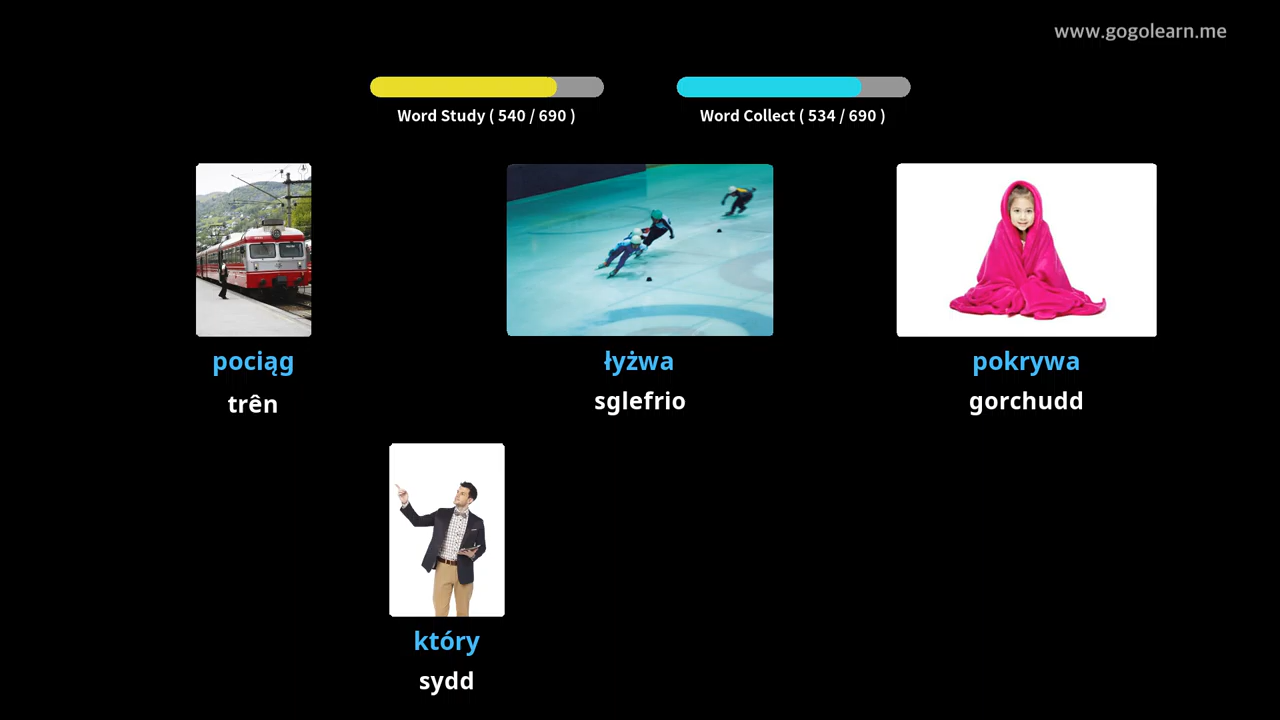 www.gogolearn.me
Word Study ( 540 / 690 )
Word Collect ( 534 / 690 )
pociąg
trên
łyżwa
sglefrio
pokrywa
gorchudd
który
sydd